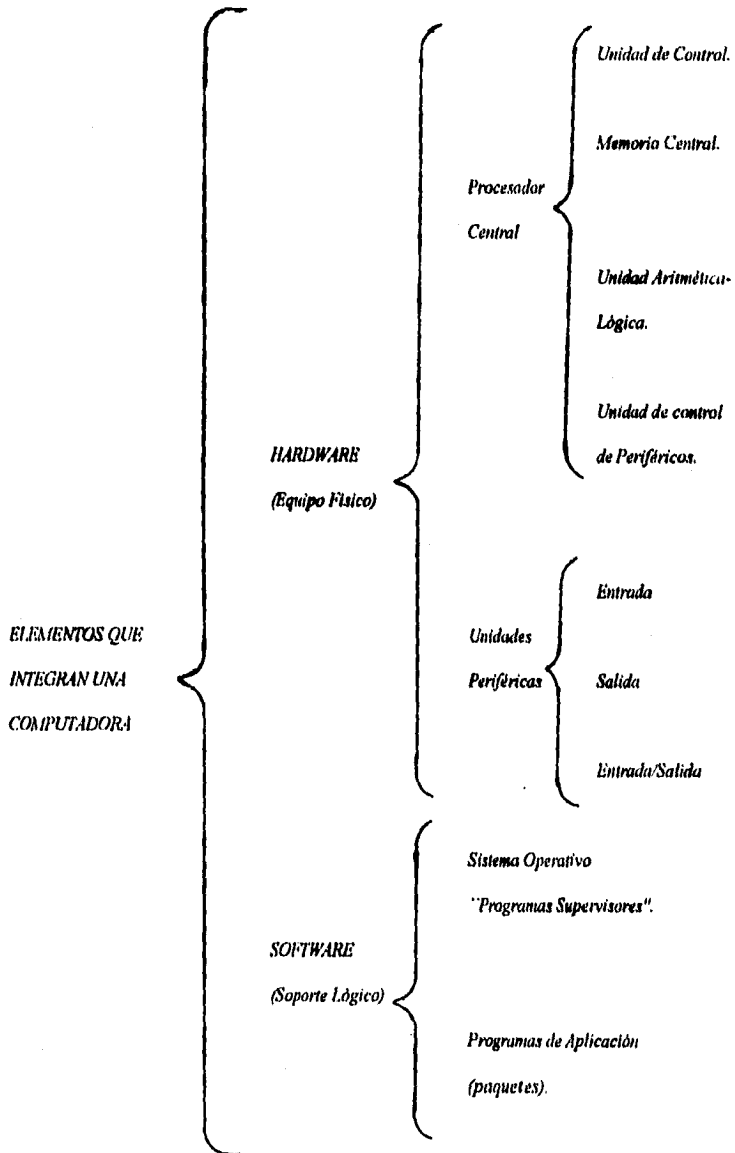 ELEMENTOS QUE
INTEGRAN UNA
COMPUTADORA
HARDWARE
(Equipo Físico)
Procesador
Central
Unidad de Control.
Memoria Central.
Unidad Aritmética-
Lògica.
Unidad de control
de Periféricos.
Unidades
Periféricas
Entrada
Salida
Entrada/Salida
SOFTWARE
(Soporte Lògico)
Sistema Operativo
``Programas Supervisores".
Programas de Aplicación
(paquetes).